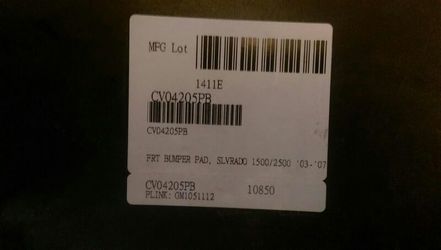 MFG Lot
1411E
CV04205PB
CV04205PB
FRT BUMPER PAD, SLVRADO 1500/2500 '03-'07
CV04205PB 10850
PLINK: GM1051112